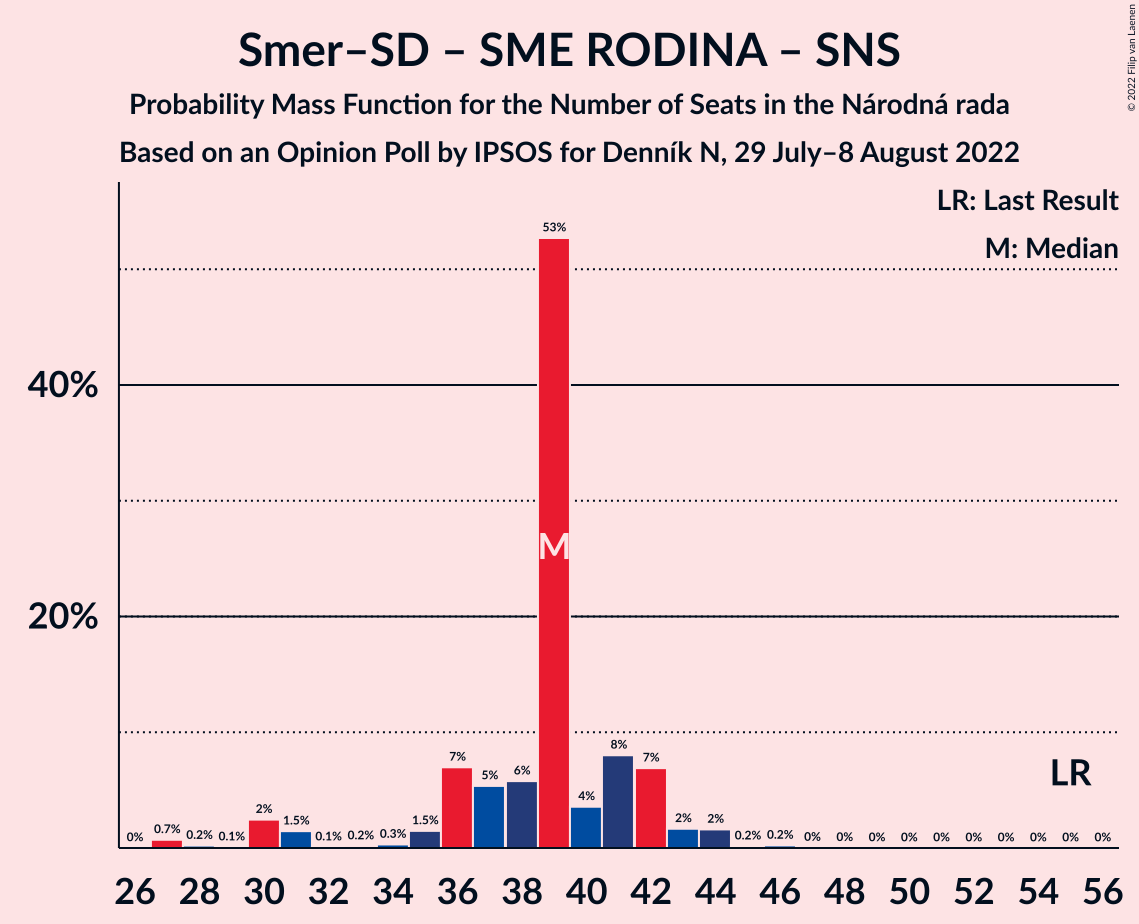 © 2022 Filip van Laenen
Smer–SD – SME RODINA – SNS
Probability Mass Function for the Number of Seats in the Národná rada
Based on an Opinion Poll by IPSOS for Denník N, 29 July–8 August 2022
LR: Last Result
M: Median
53%
40%
M
20%
LR
0% 0.7% 0.2% 0.1% 2% 1.5% 0.1% 0.2% 0.3% 1.5% 7% 5% 6% 4% 8% 7% 2% 2% 0.2% 0.2% 0% 0% 0% 0% 0% 0% 0% 0% 0% 0%
26 28 30 32 34 36 38 40 42 44 46 48 50 52 54 56